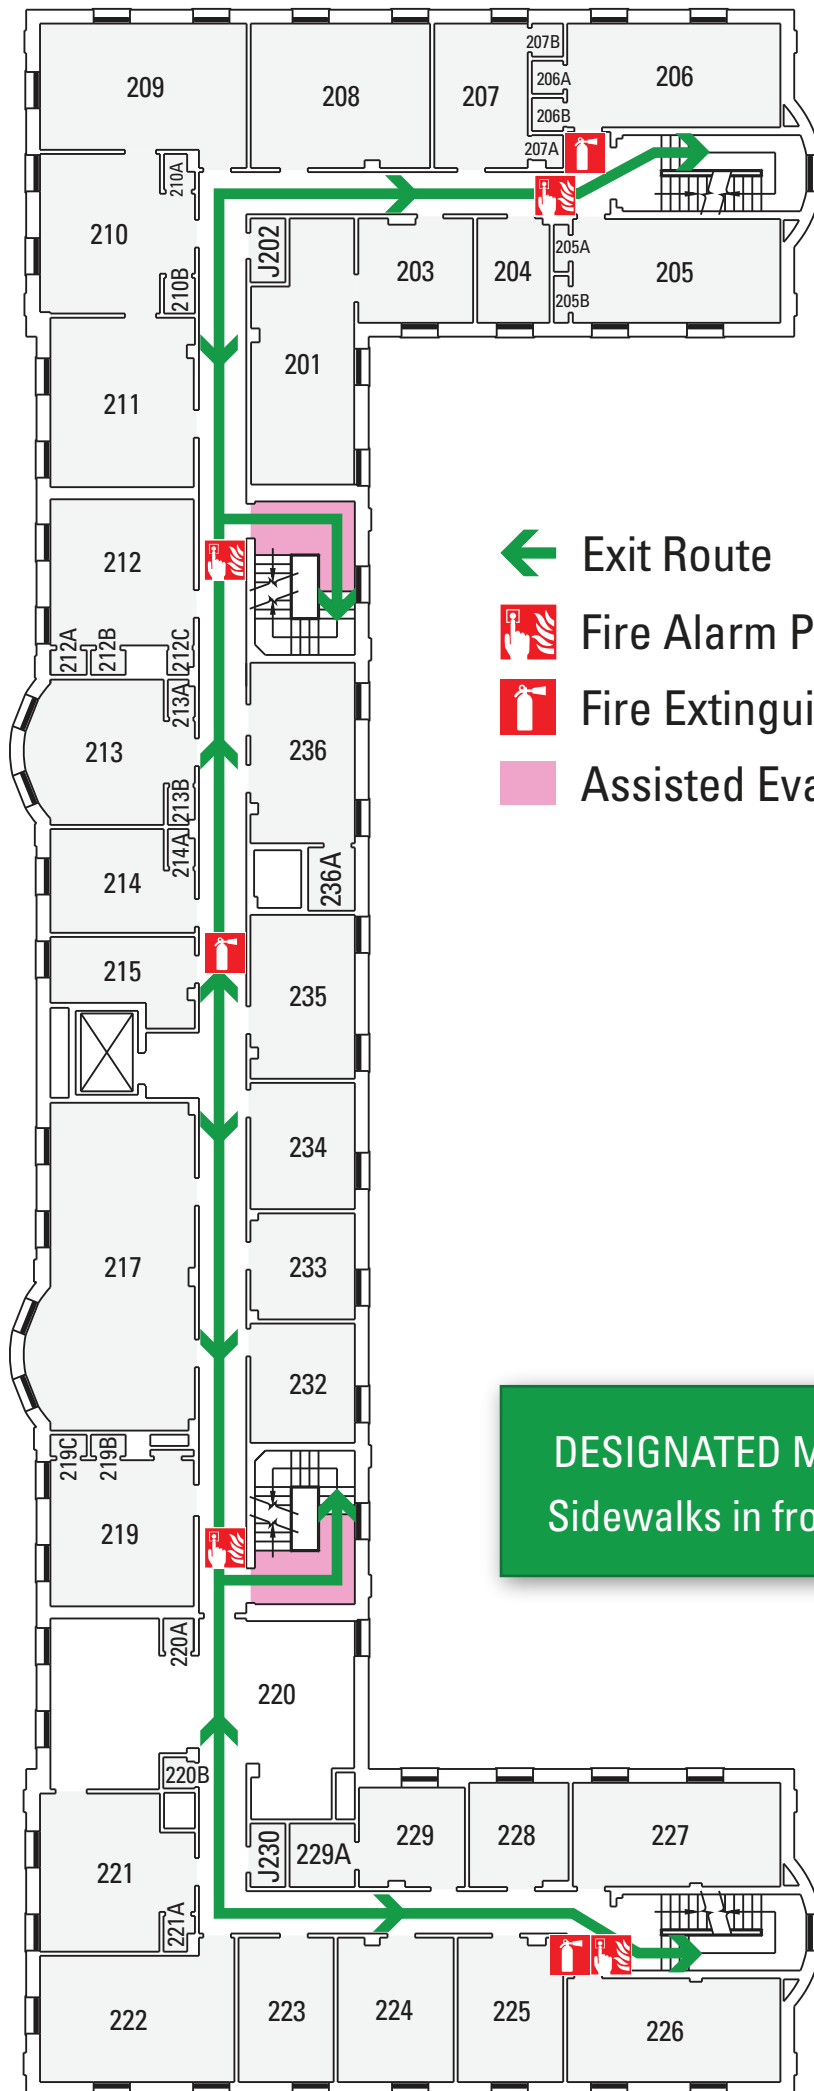 207B
209
208
207
206A
206
206B
207A
210A
210
J202
203
204
205A
205
210B
205B
201
211
212
Exit Route
Fire Alarm P
212A
212B
212C
213A
Fire Extingui
213
236
Assisted Eva
213B
214A
214
236A
215
235
234
217
233
232
DESIGNATED M
219C
219B
Sidewalks in fro
219
220A
220
220B
J230
229A
229
228
227
221
221A
222
223
224
225
226